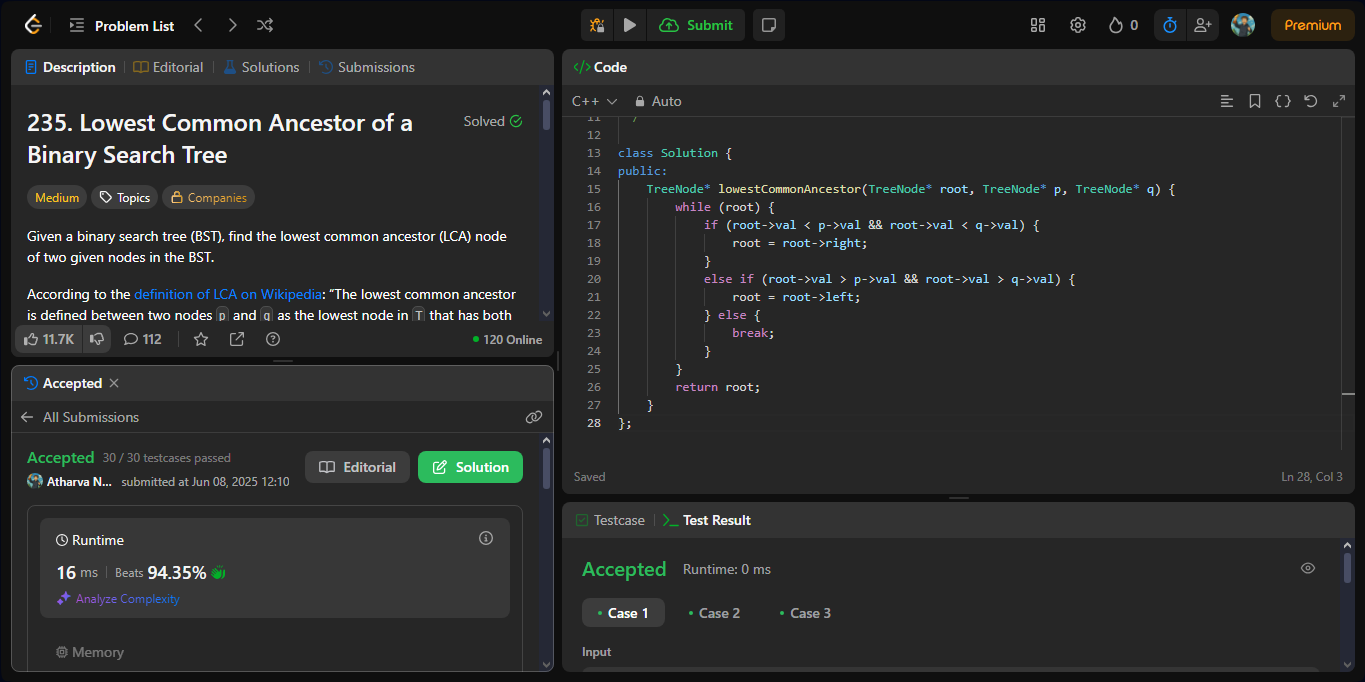 Problem List
Submit
0
Premium
Description
Editorial
Solutions
Submissions
235. Lowest Common Ancestor of a
Binary Search Tree
Solved
Medium
Topics
Companies
Given a binary search tree (BST), find the lowest common ancestor (LCA) node
of two given nodes in the BST.
According to the definition of LCA on Wikipedia: “The lowest common ancestor
is defined between two nodes p and q as the lowest node in T that has both
11.7K
112
120 Online
Accepted
All Submissions
Accepted 30 / 30 testcases passed
Atharva N... submitted at Jun 08, 2025 12:10
Editorial
Solution
Runtime
16 ms | Beats 94.35%
Analyze Complexity
Memory
</> Code
C++
Auto
11 /
12
13 class Solution {
14 public:
15 TreeNode* lowestCommonAncestor(TreeNode* root, TreeNode* p, TreeNode* q) {
16 while (root) {
17 if (root->val < p->val && root->val < q->val) {
18 root = root->right;
19 }
20 else if (root->val > p->val && root->val > q->val) {
21 root = root->left;
22 } else {
23 break;
24 }
25 }
26 return root;
27 }
28 };
Saved
Ln 28, Col 3
Testcase
>_ Test Result
Accepted Runtime: 0 ms
• Case 1
• Case 2
• Case 3
Input